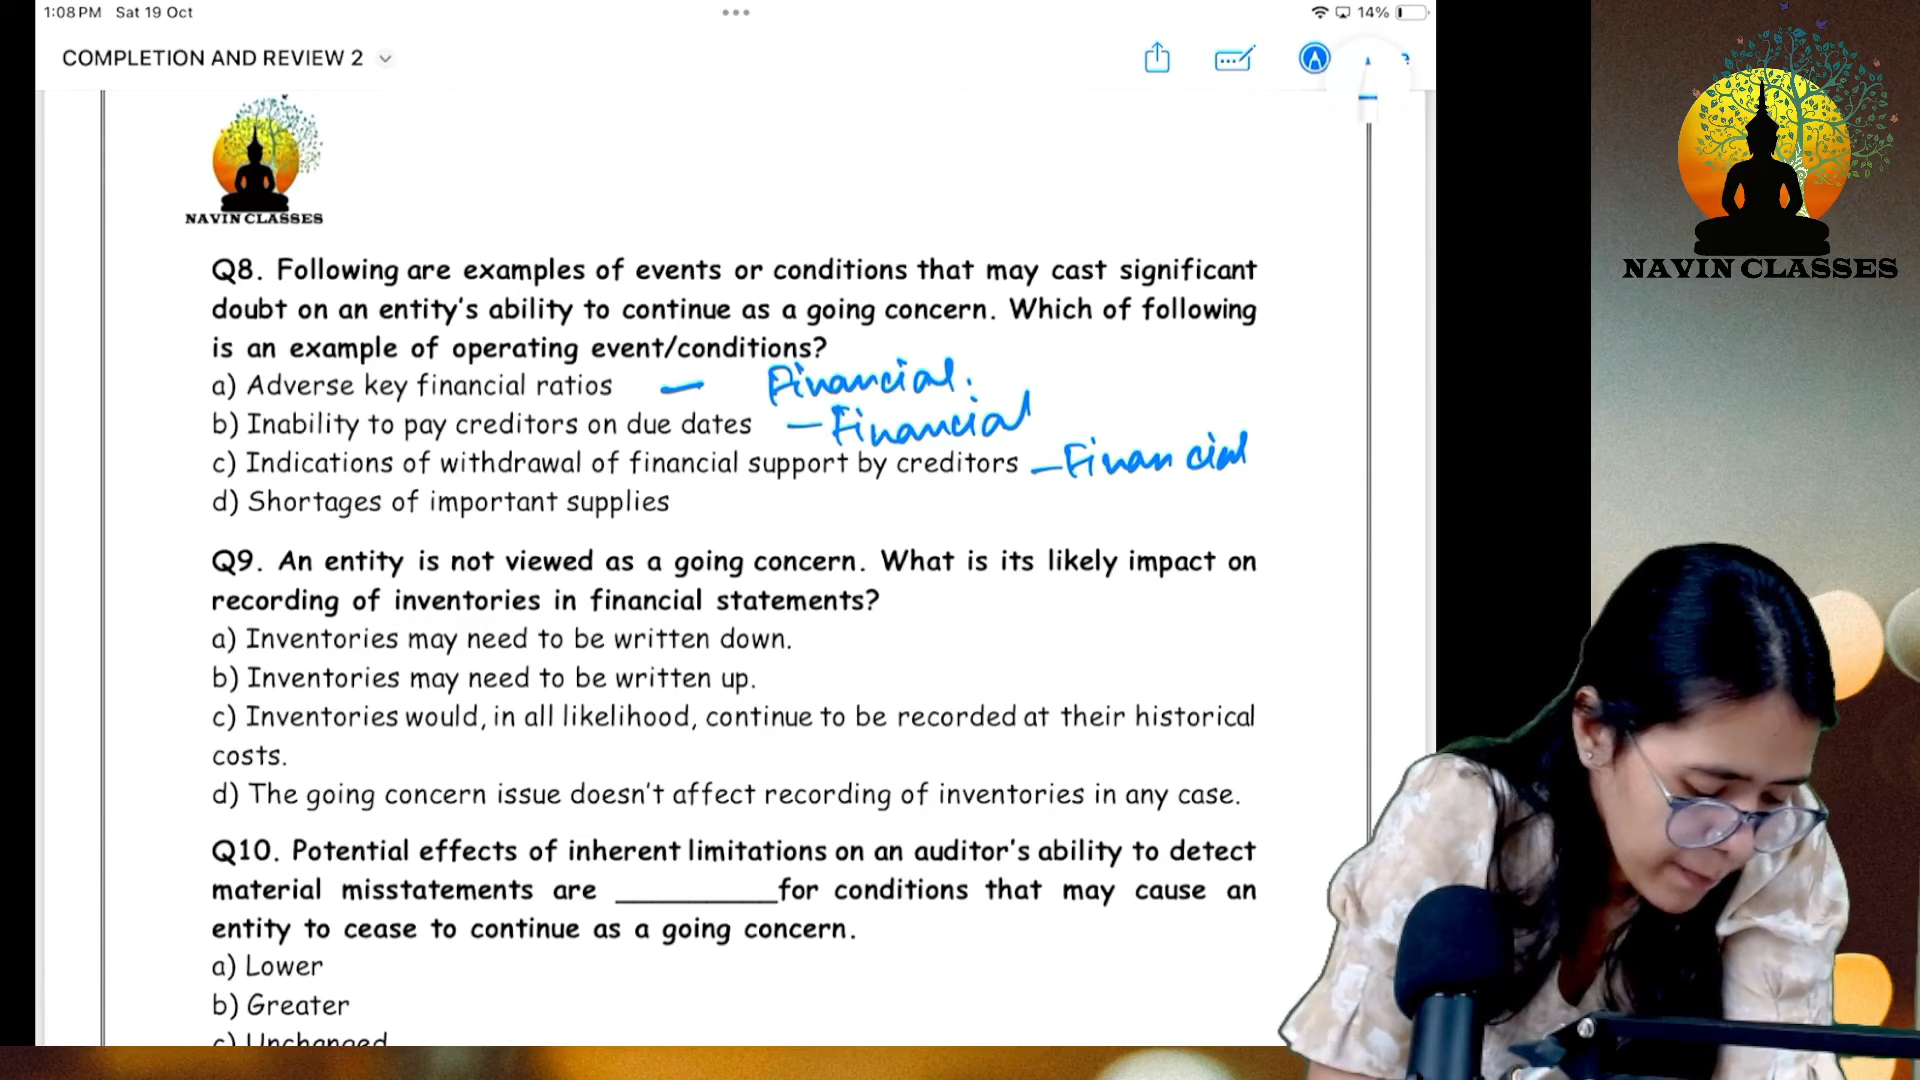 1:08 PM Sat 19 Oct
14%
COMPLETION AND REVIEW 2
NAVIN CLASSES
NAVIN CLASSES
Q8. Following are examples of events or conditions that may cast significant
doubt on an entity's ability to continue as a going concern. Which of following
is an example of operating event/conditions?
a) Adverse key financial ratios — Financial.
b) Inability to pay creditors on due dates — Financial
c) Indications of withdrawal of financial support by creditors — Financial
d) Shortages of important supplies
Q9. An entity is not viewed as a going concern. What is its likely impact on
recording of inventories in financial statements?
a) Inventories may need to be written down.
b) Inventories may need to be written up.
c) Inventories would, in all likelihood, continue to be recorded at their historical
costs.
d) The going concern issue doesn't affect recording of inventories in any case.
Q10. Potential effects of inherent limitations on an auditor's ability to detect
material misstatements are __________for conditions that may cause an
entity to cease to continue as a going concern.
a) Lower
b) Greater
c) Unchanged